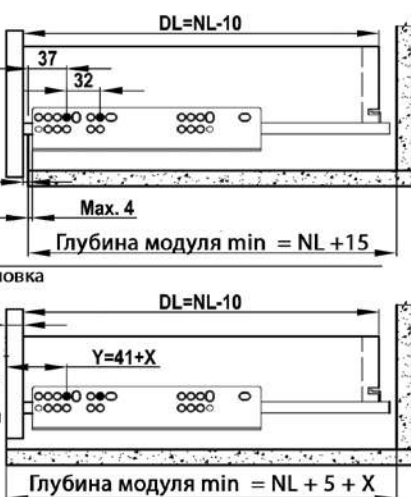 DL=NL-10
37
32
Max. 4
Глубина модуля min = NL +15
новка
DL=NL-10
Y=41+X
Глубина модуля min = NL + 5 + X